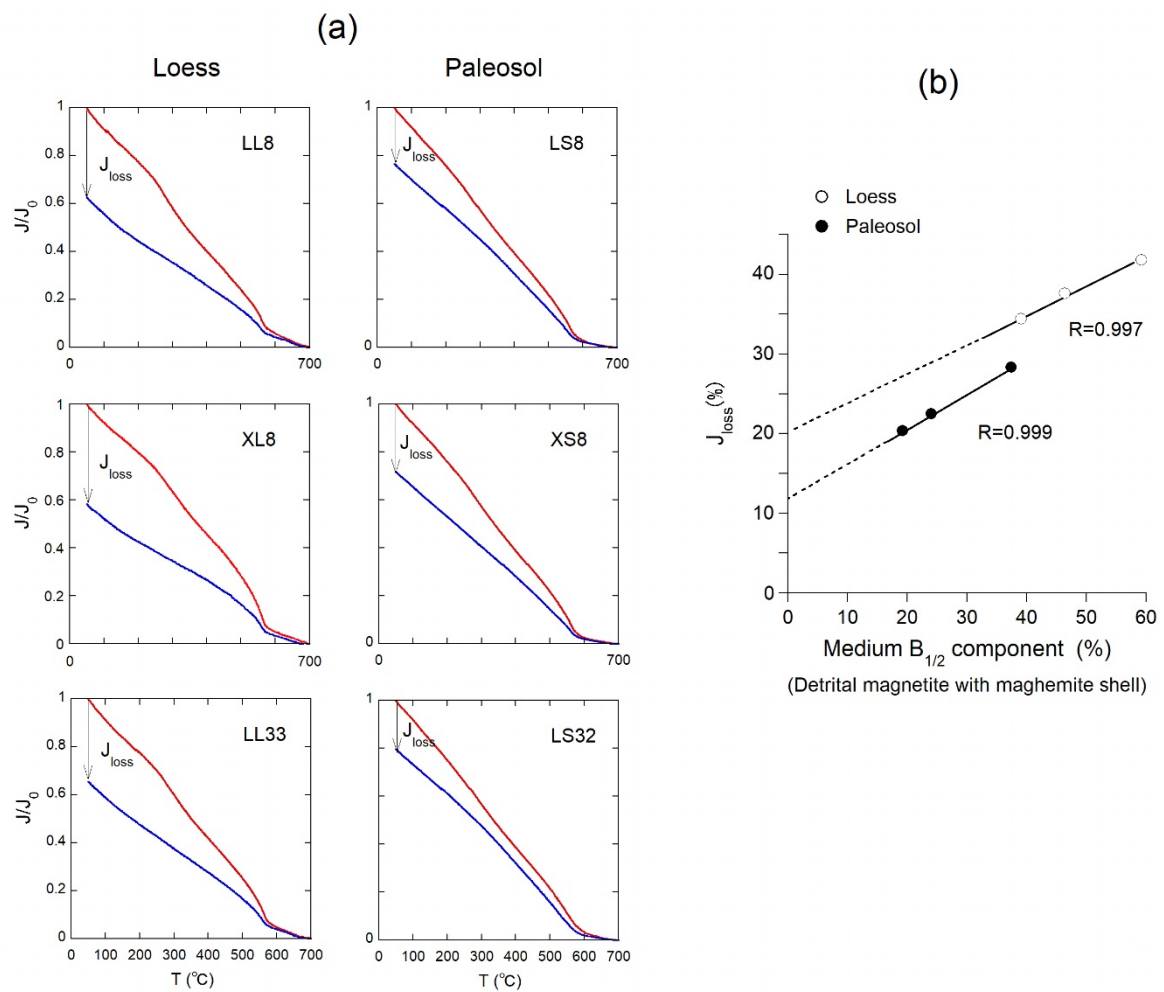 (a)
Loess
Paleosol
1
0.8
0.6
0.4
0.2
0
J/J0
Jloss
LL8
0
700
1
0
Jloss
LS8
0
700
1
0.8
0.6
0.4
0.2
0
J/J0
Jloss
XL8
0
700
1
0
Jloss
XS8
0
700
1
0.8
0.6
0.4
0.2
0
J/J0
Jloss
LL33
0 100 200 300 400 500 600 700
T (°C)
1
0
Jloss
LS32
0 100 200 300 400 500 600 700
T (°C)
(b)
Loess
Paleosol
40
30
20
10
0
Jloss(%)
R=0.997
R=0.999
0 10 20 30 40 50 60
Medium B1/2 component (%)
(Detrital magnetite with maghemite shell)